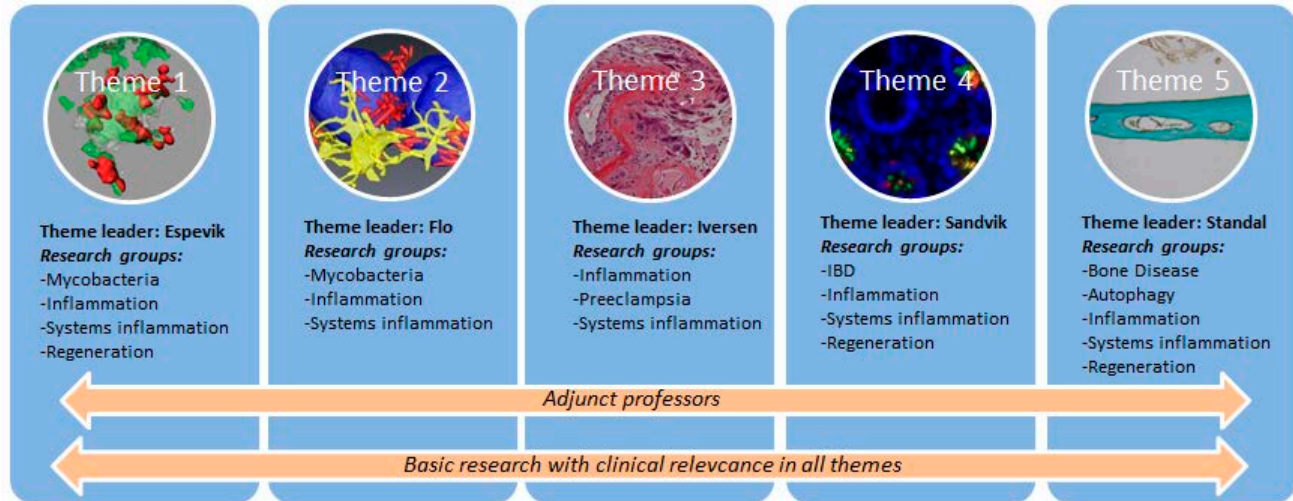 Theme 1
Theme leader: Espevik
Research groups:
-Mycobacteria
-Inflammation
-Systems inflammation
-Regeneration
Theme 2
Theme leader: Flo
Research groups:
-Mycobacteria
-Inflammation
-Systems inflammation
Theme 3
Theme leader: Iversen
Research groups:
-Inflammation
-Preeclampsia
-Systems inflammation
Theme 4
Theme leader: Sandvik
Research groups:
-IBD
-Inflammation
-Systems inflammation
-Regeneration
Theme 5
Theme leader: Standal
Research groups:
-Bone Disease
-Autophagy
-Inflammation
-Systems inflammation
-Regeneration
Adjunct professors
Basic research with clinical relevcance in all themes